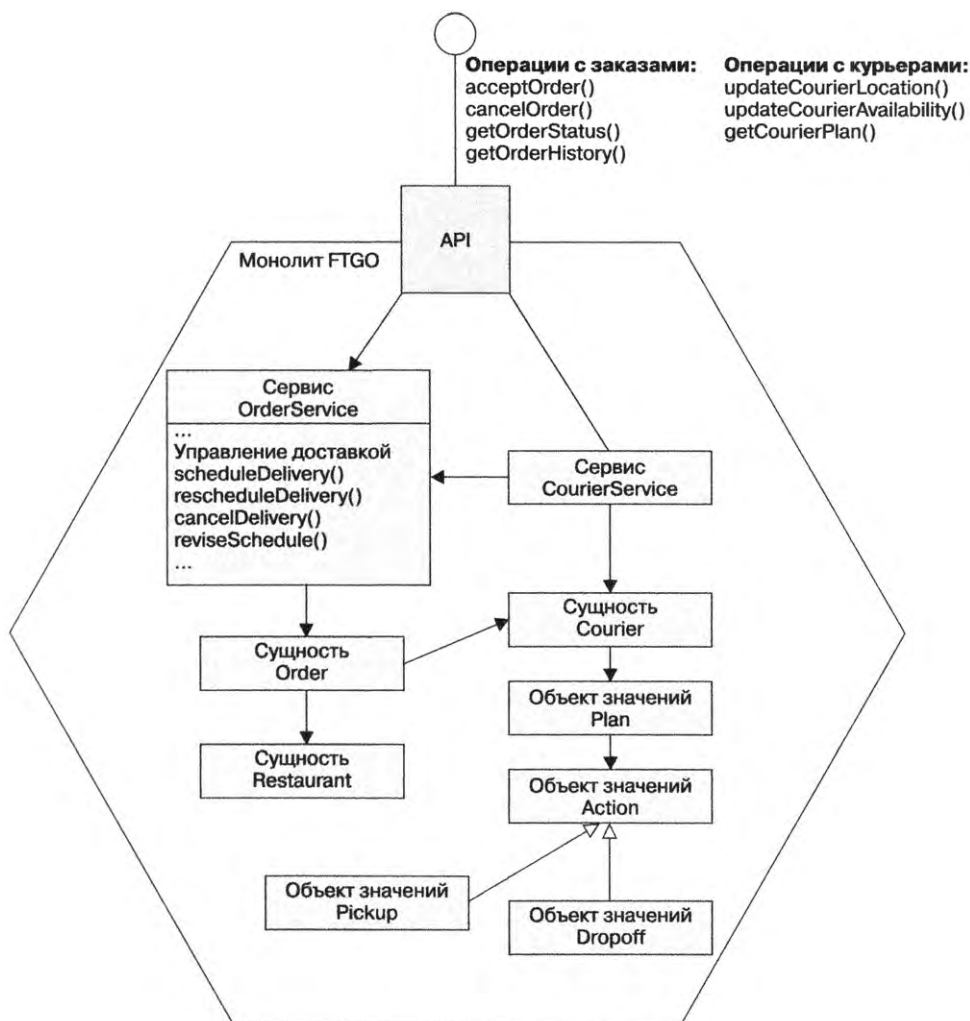 Операции с заказами:
acceptOrder()
cancelOrder()
getOrderStatus()
getOrderHistory()
Операции с курьерами:
updateCourierLocation()
updateCourierAvailability()
getCourierPlan()
API
Монолит FTGO
Сервис
OrderService
...
Управление доставкой
scheduleDelivery()
rescheduleDelivery()
cancelDelivery()
reviseSchedule()
...
Сервис
CourierService
Сущность
Order
Сущность
Courier
Объект значений
Plan
Сущность
Restaurant
Объект значений
Action
Объект значений
Pickup
Объект значений
Dropoff